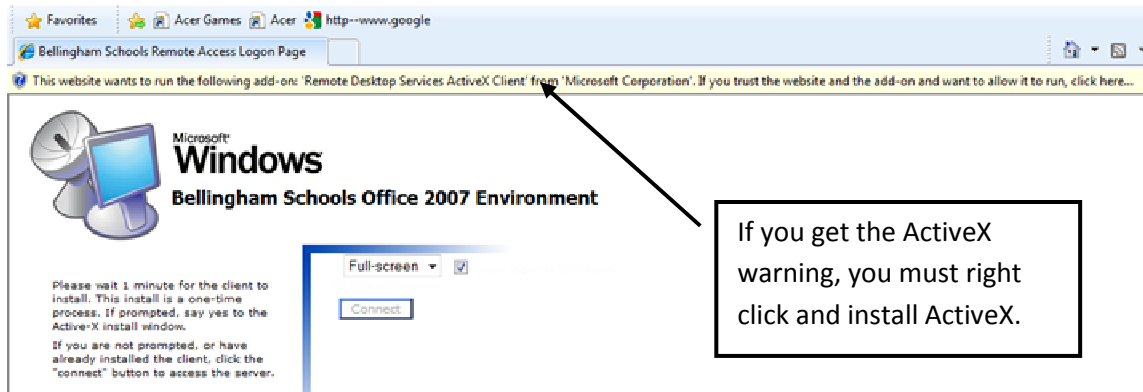 Favorites Acer Games Acer http--www.google
Bellingham Schools Remote Access Logon Page
This website wants to run the following add-on: 'Remote Desktop Services ActiveX Client' from 'Microsoft Corporation'. If you trust the website and the add-on and want to allow it to run, click here...
Microsoft
Windows
Bellingham Schools Office 2007 Environment
If you get the ActiveX
warning, you must right
click and install ActiveX.
Full-screen
Connect
Please wait 1 minute for the client to
install. This install is a one-time
process. If prompted, say yes to the
Active-X install window.
If you are not prompted, or have
already installed the client, click the
"connect" button to access the server.